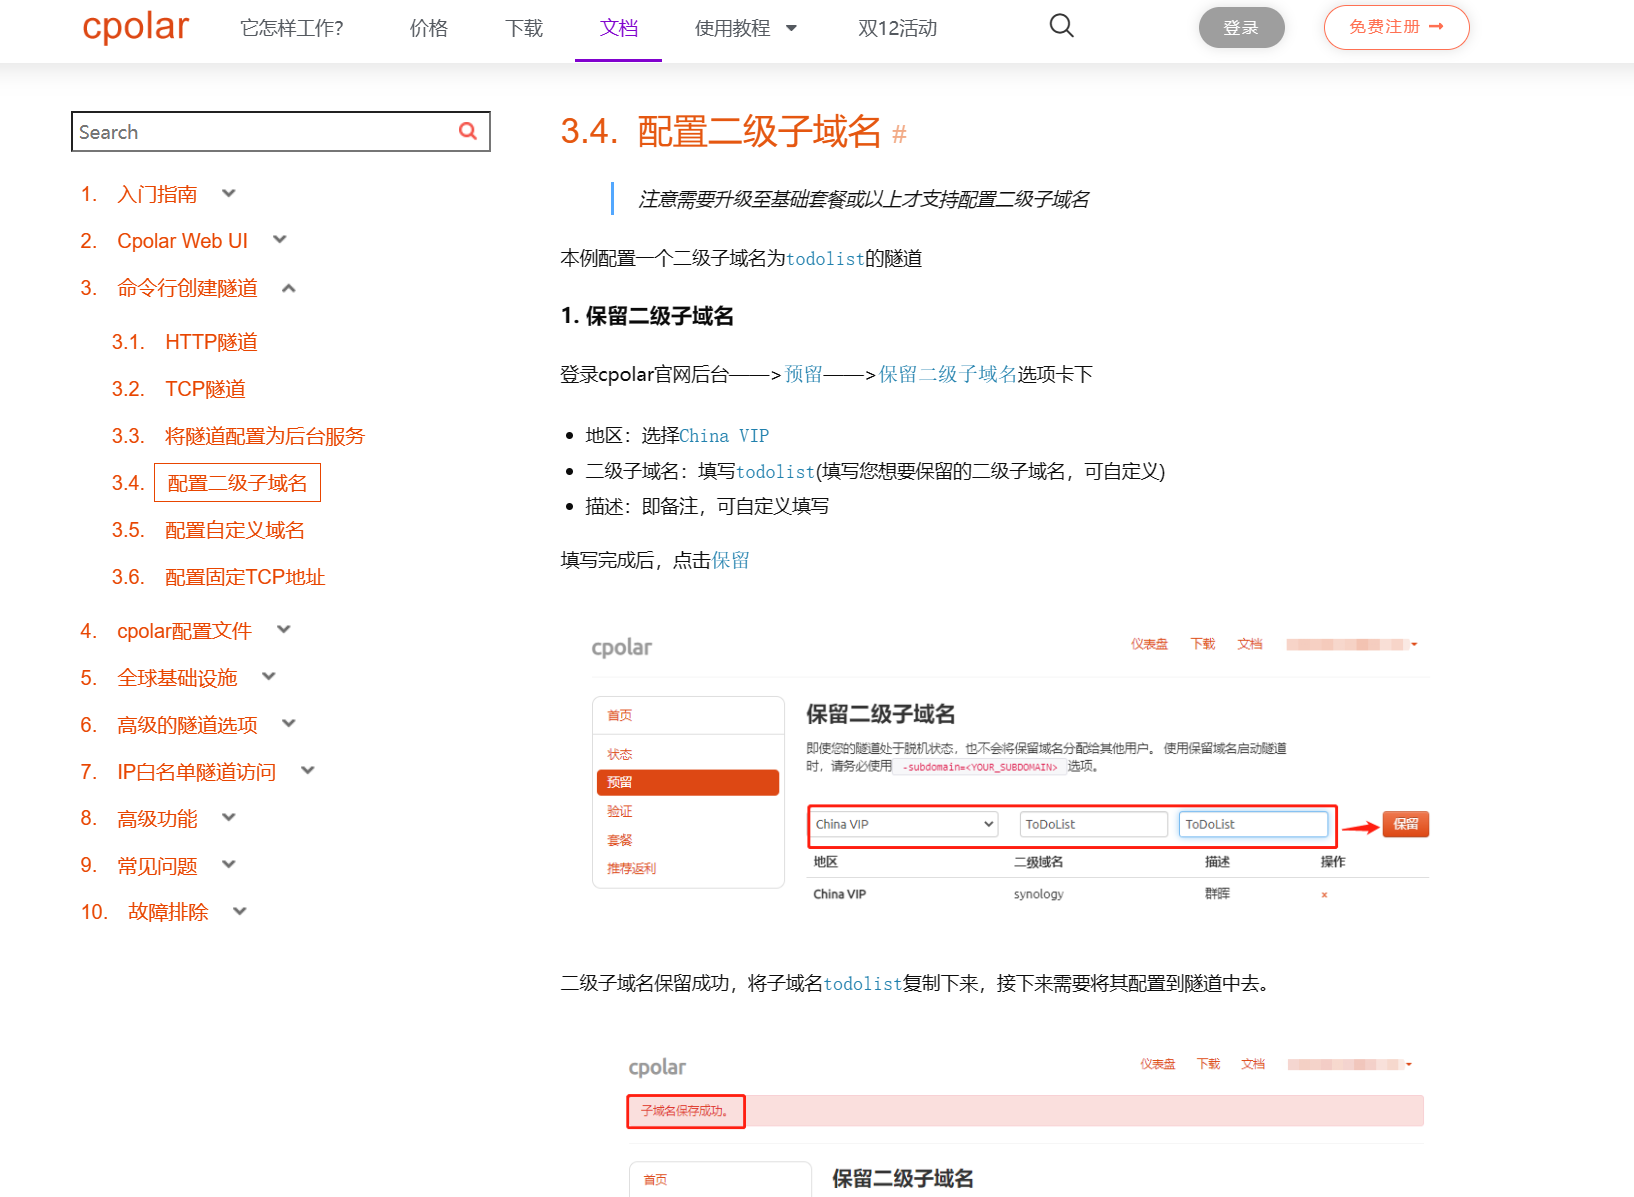 cpolar 它怎样工作? 价格 下载 文档 使用教程 双12活动 登录 免费注册 →
Search
1. 入门指南
2. Cpolar Web UI
3. 命令行创建隧道
3.1. HTTP隧道
3.2. TCP隧道
3.3. 将隧道配置为后台服务
3.4. 配置二级子域名
3.5. 配置自定义域名
3.6. 配置固定TCP地址
4. cpolar配置文件
5. 全球基础设施
6. 高级的隧道选项
7. IP白名单隧道访问
8. 高级功能
9. 常见问题
10. 故障排除
3.4. 配置二级子域名 #
注意需要升级至基础套餐或以上才支持配置二级子域名
本例配置一个二级子域名为todolist的隧道
1. 保留二级子域名
登录cpolar官网后台——>预留——>保留二级子域名选项卡下
• 地区：选择China VIP
• 二级子域名：填写todolist(填写您想要保留的二级子域名，可自定义)
• 描述：即备注，可自定义填写
填写完成后，点击保留
cpolar 仪表盘 下载 文档
首页
状态
预留
验证
套餐
推荐返利
保留二级子域名
即使您的隧道处于脱机状态，也不会将保留域名分配给其他用户。 使用保留域名启动隧道
时，请务必使用 -subdomain=<YOUR_SUBDOMAIN> 选项。
China VIP ToDoList ToDoList 保留
地区 二级域名 描述 操作
China VIP synology 群晖 ×
二级子域名保留成功，将子域名todolist复制下来，接下来需要将其配置到隧道中去。
cpolar 仪表盘 下载 文档
子域名保存成功。
首页
保留二级子域名